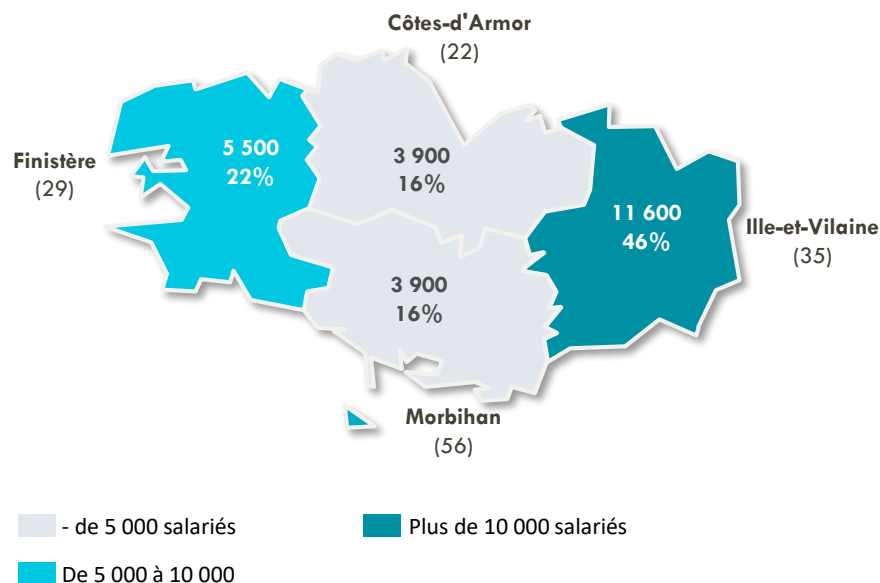 Côtes-d'Armor
(22)
Finistère
(29)
5 500
22%
3 900
16%
11 600
46%
Ille-et-Vilaine
(35)
3 900
16%
Morbihan
(56)
- de 5 000 salariés
Plus de 10 000 salariés
De 5 000 à 10 000